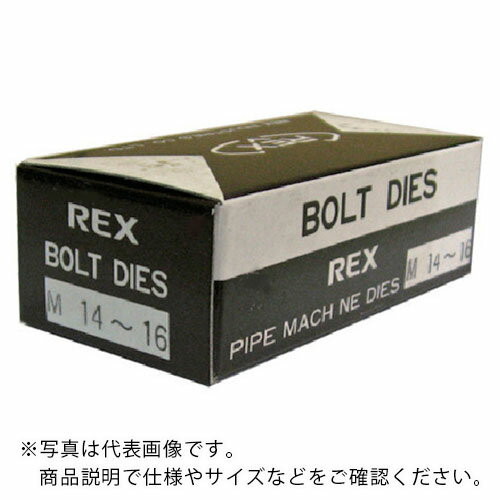 REX
REX
BOLT DIES
M 14～16
BOLT DIES
REX
M 14～16
PIPE MACH NE DIES
※写真は代表画像です。
商品説明で仕様やサイズなどをご確認ください。